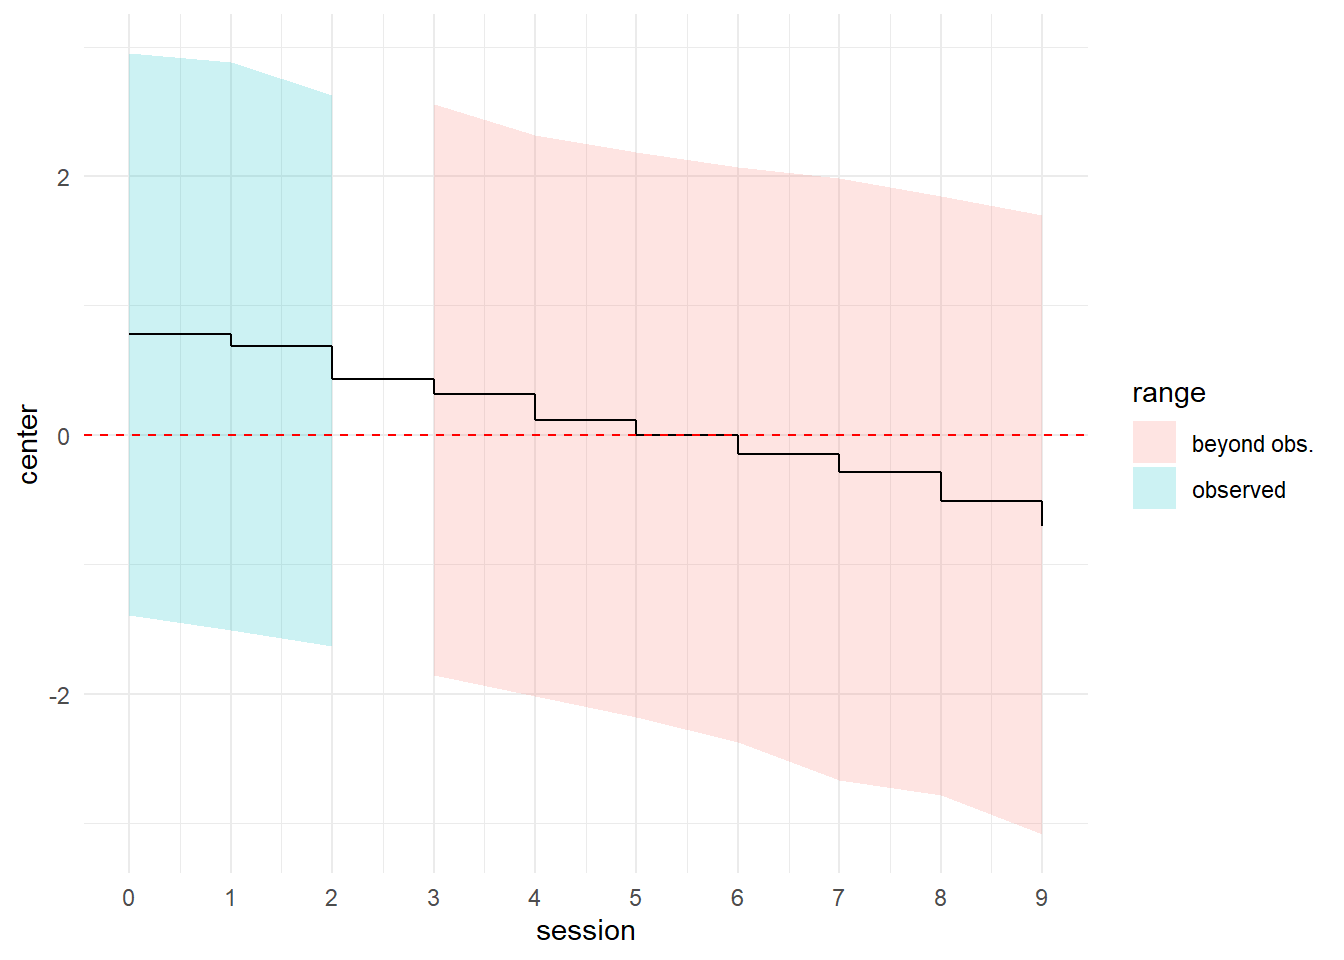 center
2
0
-2
0 1 2 3 4 5 6 7 8 9
session
range
beyond obs.
observed